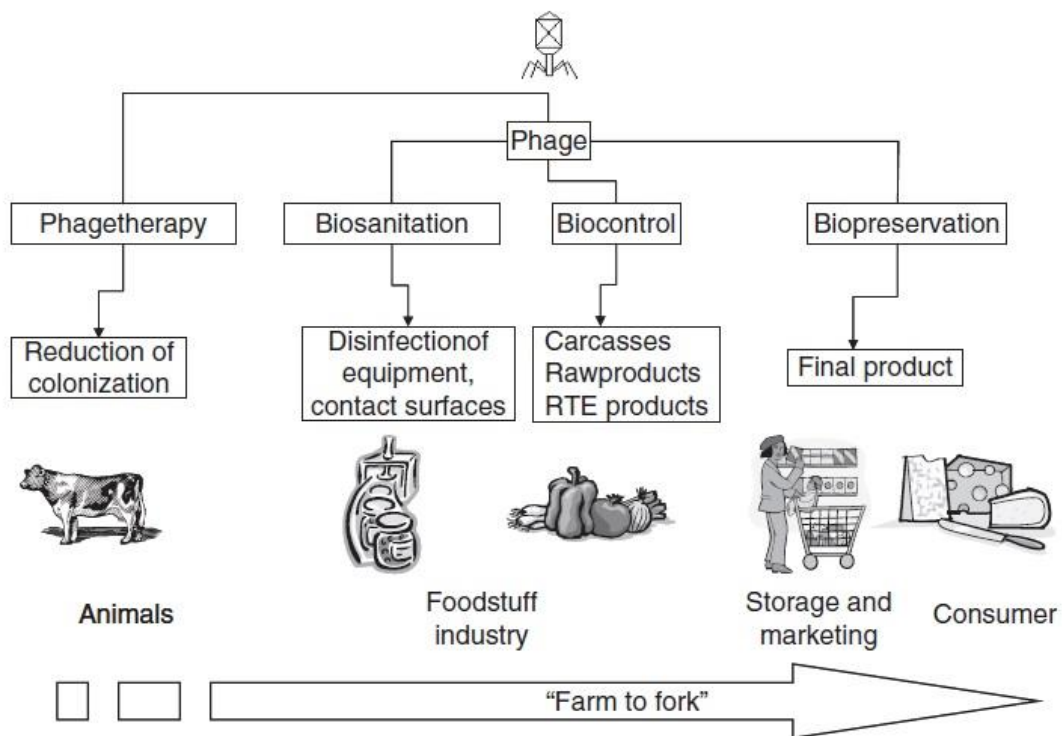 Phage
Phagetherapy
Biosanitation
Biocontrol
Biopreservation
Reduction of
colonization
Disinfectionof
equipment,
contact surfaces
Carcasses
Rawproducts
RTE products
Final product
Animals
Foodstuff
industry
Storage and
marketing
Consumer
“Farm to fork”